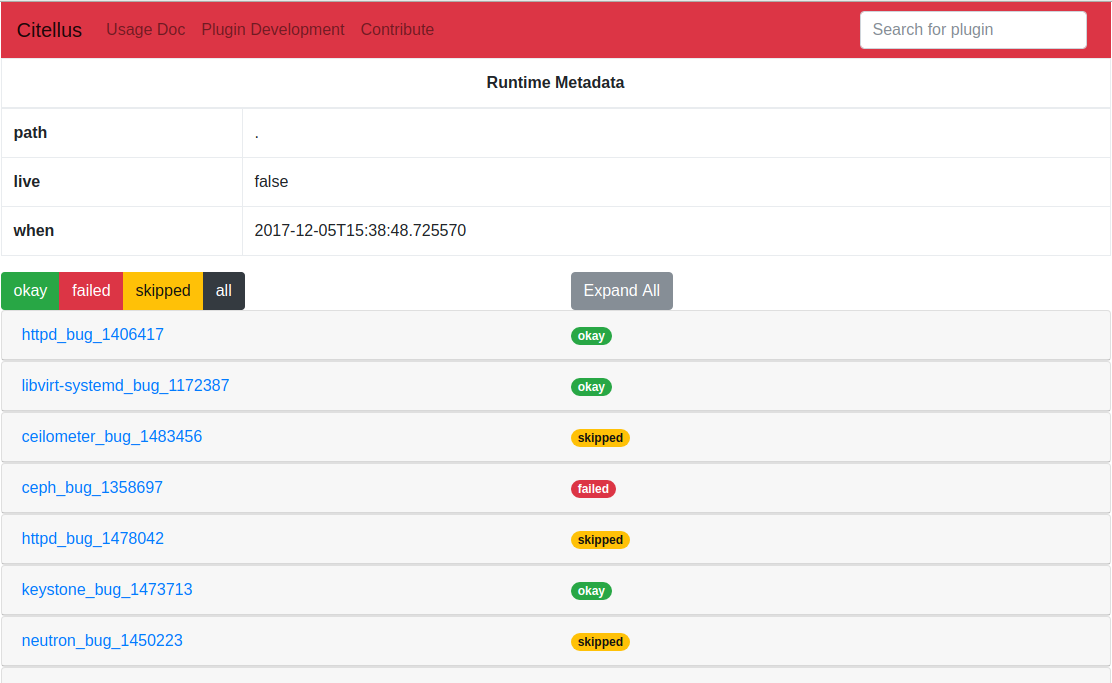 Citellus Usage Doc Plugin Development Contribute Search for plugin
Runtime Metadata
path .
live false
when 2017-12-05T15:38:48.725570
okay failed skipped all Expand All
httpd_bug_1406417 okay
libvirt-systemd_bug_1172387 okay
ceilometer_bug_1483456 skipped
ceph_bug_1358697 failed
httpd_bug_1478042 skipped
keystone_bug_1473713 okay
neutron_bug_1450223 skipped